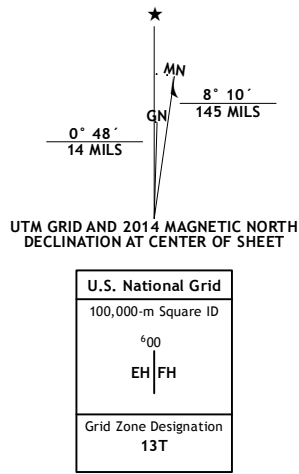 ★
MN
8° 10´
145 MILS
GN
0° 48´
14 MILS
UTM GRID AND 2014 MAGNETIC NORTH
DECLINATION AT CENTER OF SHEET
U.S. National Grid
100,000-m Square ID
⁶00
EH FH
Grid Zone Designation
13T